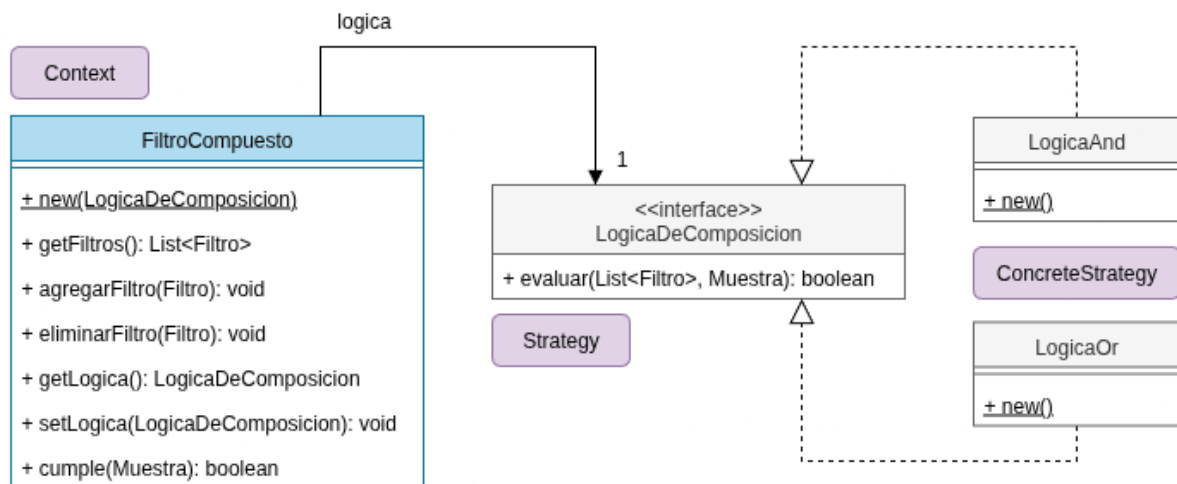 logica
Context
FiltroCompuesto
+ new(LogicaDeComposicion)
+ getFiltros(): List<Filtro>
+ agregarFiltro(Filtro): void
+ eliminarFiltro(Filtro): void
+ getLogica(): LogicaDeComposicion
+ setLogica(LogicaDeComposicion): void
+ cumple(Muestra): boolean
1
<<interface>>
LogicaDeComposicion
+ evaluar(List<Filtro>, Muestra): boolean
Strategy
LogicaAnd
+ new()
ConcreteStrategy
LogicaOr
+ new()